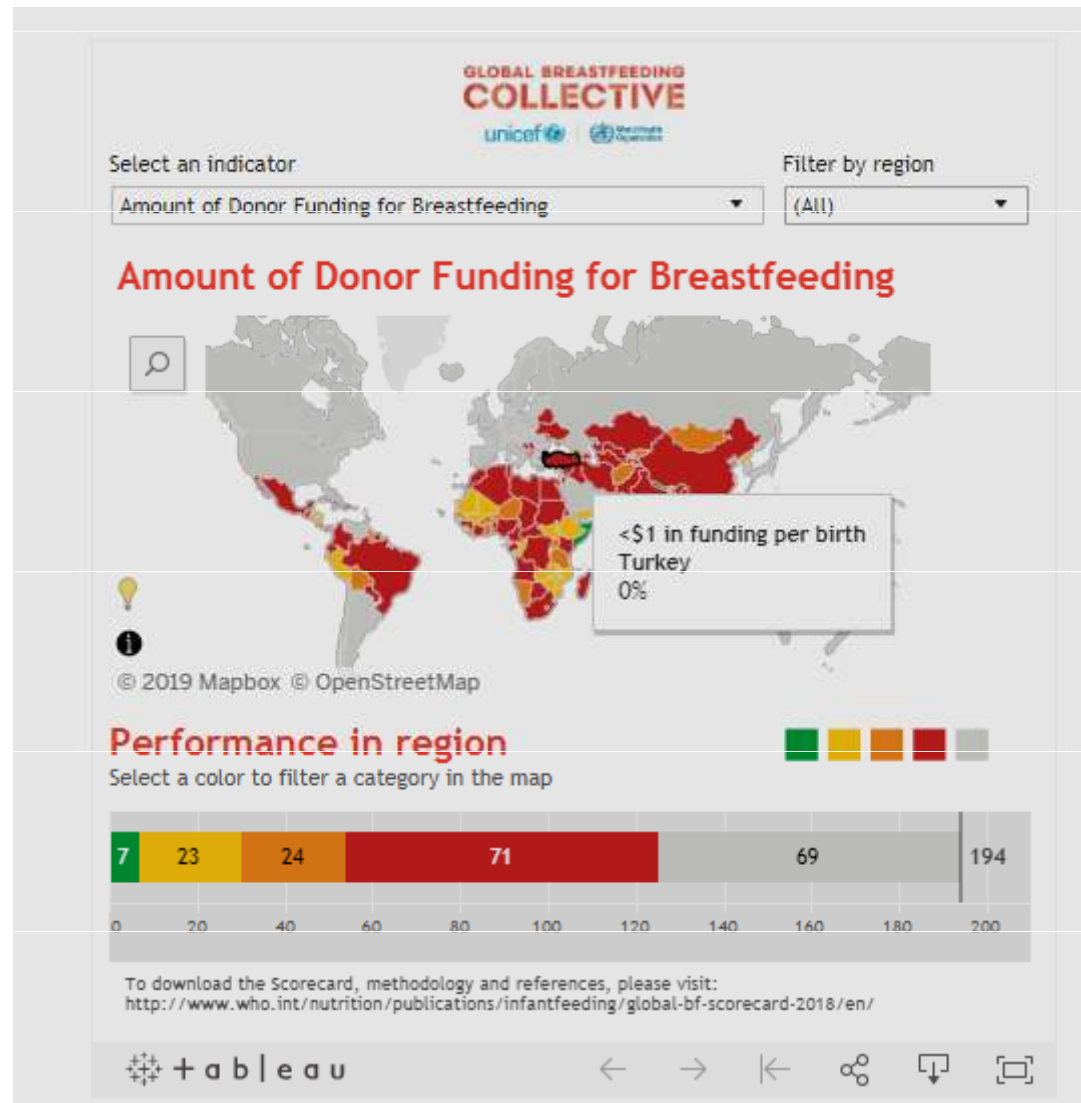 GLOBAL BREASTFEEDING
COLLECTIVE
unicef
Select an indicator
Filter by region
Amount of Donor Funding for Breastfeeding
(All)
Amount of Donor Funding for Breastfeeding
<$1 in funding per birth
Turkey
0%
© 2019 Mapbox © OpenStreetMap
Performance in region
Select a color to filter a category in the map
7 23 24 71 69 194
0 20 40 60 80 100 120 140 160 180 200
To download the Scorecard, methodology and references, please visit:
http://www.who.int/nutrition/publications/infantfeeding/global-bf-scorecard-2018/en/
+ a b | e a u